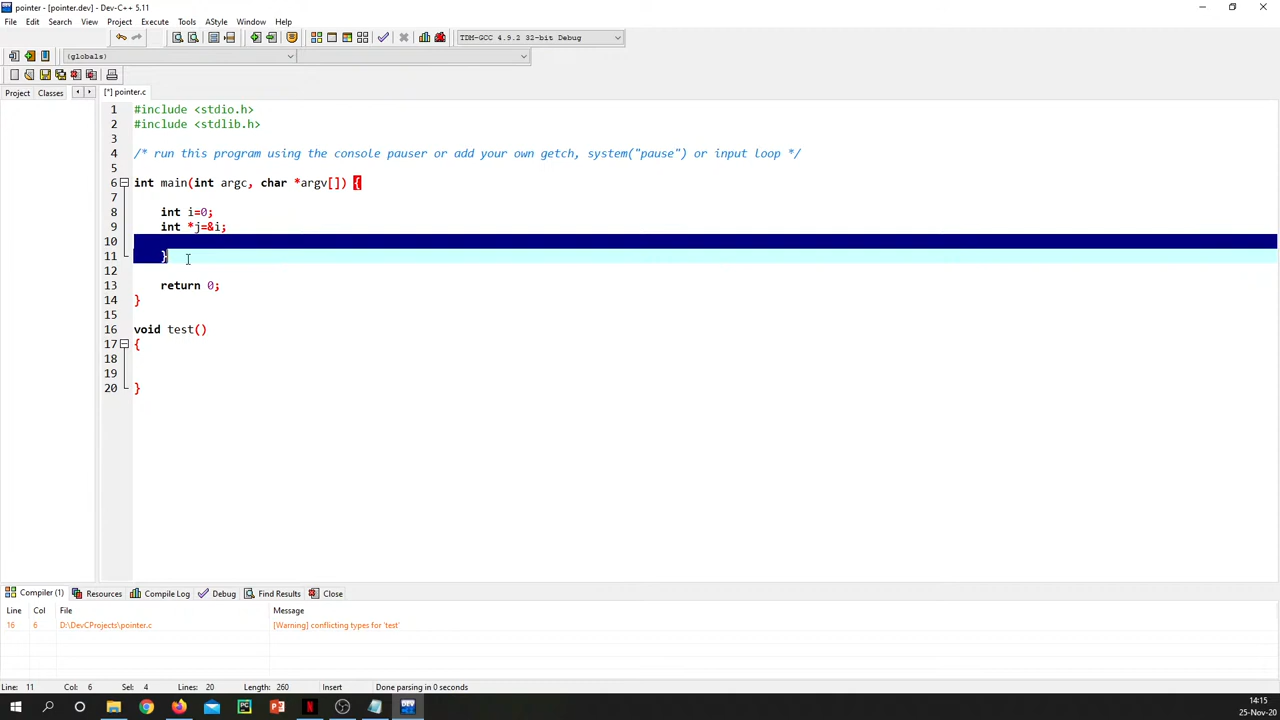 pointer - [pointer.dev] - Dev-C++ 5.11
File Edit Search View Project Execute Tools AStyle Window Help
TDM-GCC 4.9.2 32-bit Debug
(globals)
Project Classes [*] pointer.c
1 #include <stdio.h>
2 #include <stdlib.h>
3
4 /* run this program using the console pauser or add your own getch, system("pause") or input loop */
5
6 int main(int argc, char *argv[]) {
7
8 int i=0;
9 int *j=&i;
10
11 }
12
13 return 0;
14 }
15
16 void test()
17 {
18
19
20 }
Compiler (1) Resources Compile Log Debug Find Results Close
Line Col File Message
16 6 D:\DevCProjects\pointer.c [Warning] conflicting types for 'test'
Line: 11 Col: 6 Sel: 4 Lines: 20 Length: 260 Insert Done parsing in 0 seconds
PC P N DEV
14:15
25-Nov-20